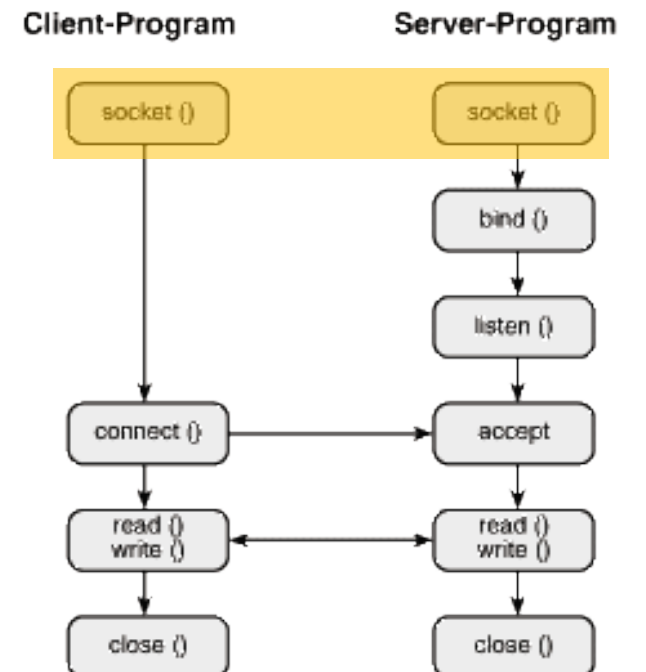 Client-Program
Server-Program
socket ()
socket ()
bind ()
listen ()
connect ()
accept
read ()
write ()
read ()
write ()
close ()
close ()